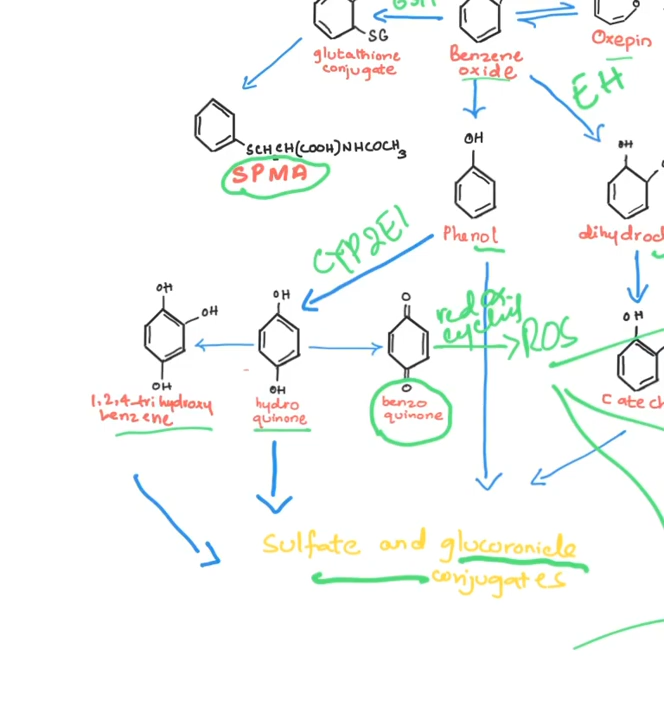 GSH
SG
glutathione
conjugate
Benzene
oxide
Oxepin
EH
SCH CH(COOH)NHCOCH3
SPMA
OH
Phenol
OH
dihydrod
CYP2E1
OH
OH
OH
1,2,4-trihydroxy
benzene
OH
OH
hydro
quinone
O
O
benzo
quinone
redox-
cycling
ROS
OH
Catech
Sulfate and glucoronide
conjugates